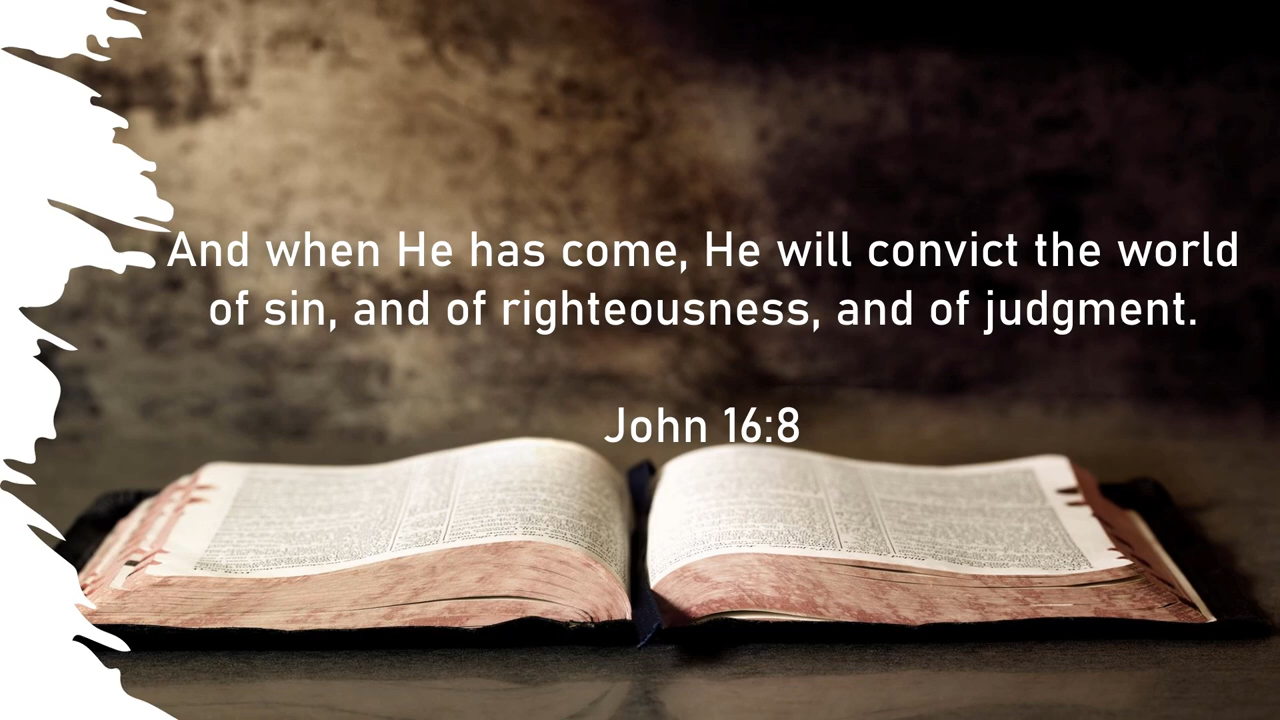 And when He has come, He will convict the world
of sin, and of righteousness, and of judgment.
John 16:8